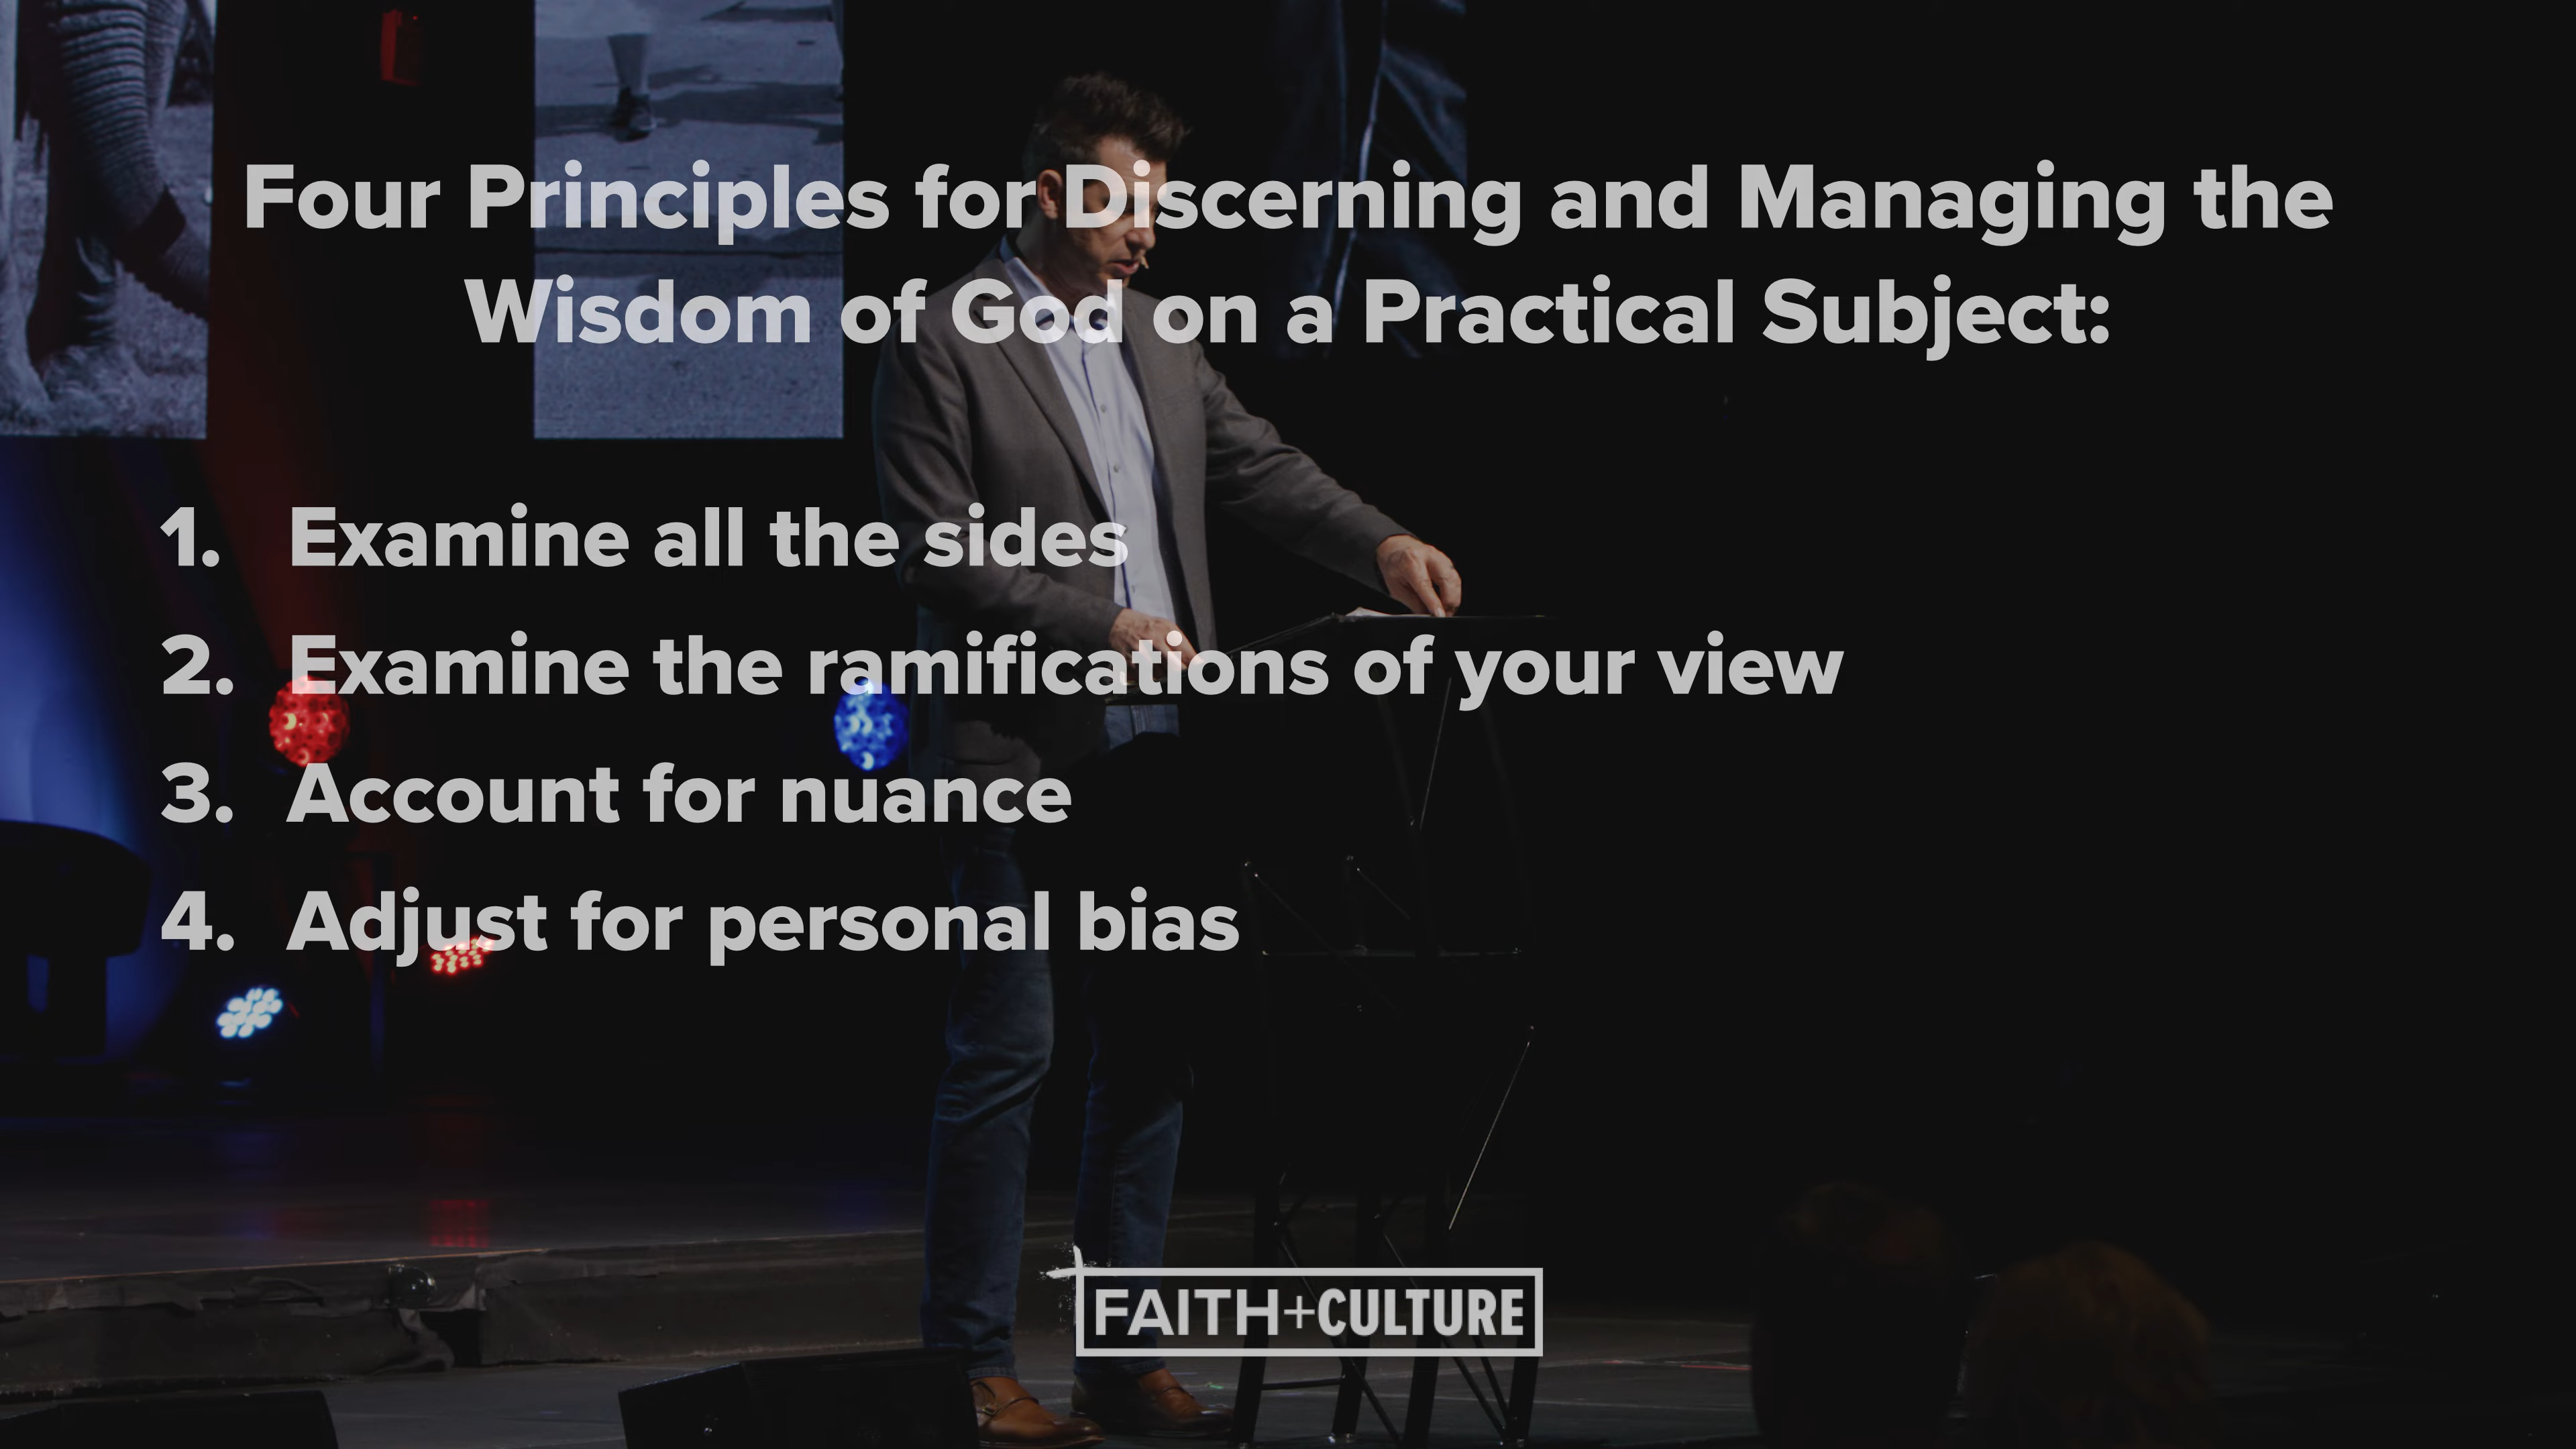 Four Principles for Discerning and Managing the
Wisdom of God on a Practical Subject:
1. Examine all the sides
2. Examine the ramifications of your view
3. Account for nuance
4. Adjust for personal bias
FAITH+CULTURE